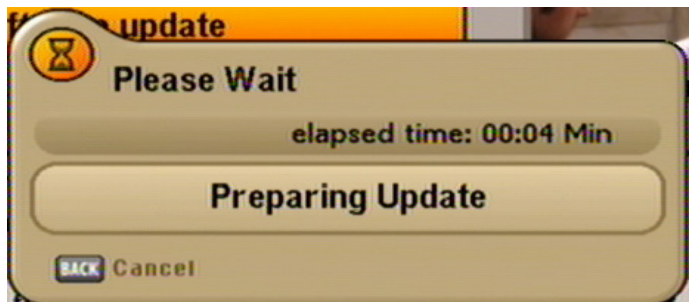 update
Please Wait
elapsed time: 00:04 Min
Preparing Update
BACK Cancel